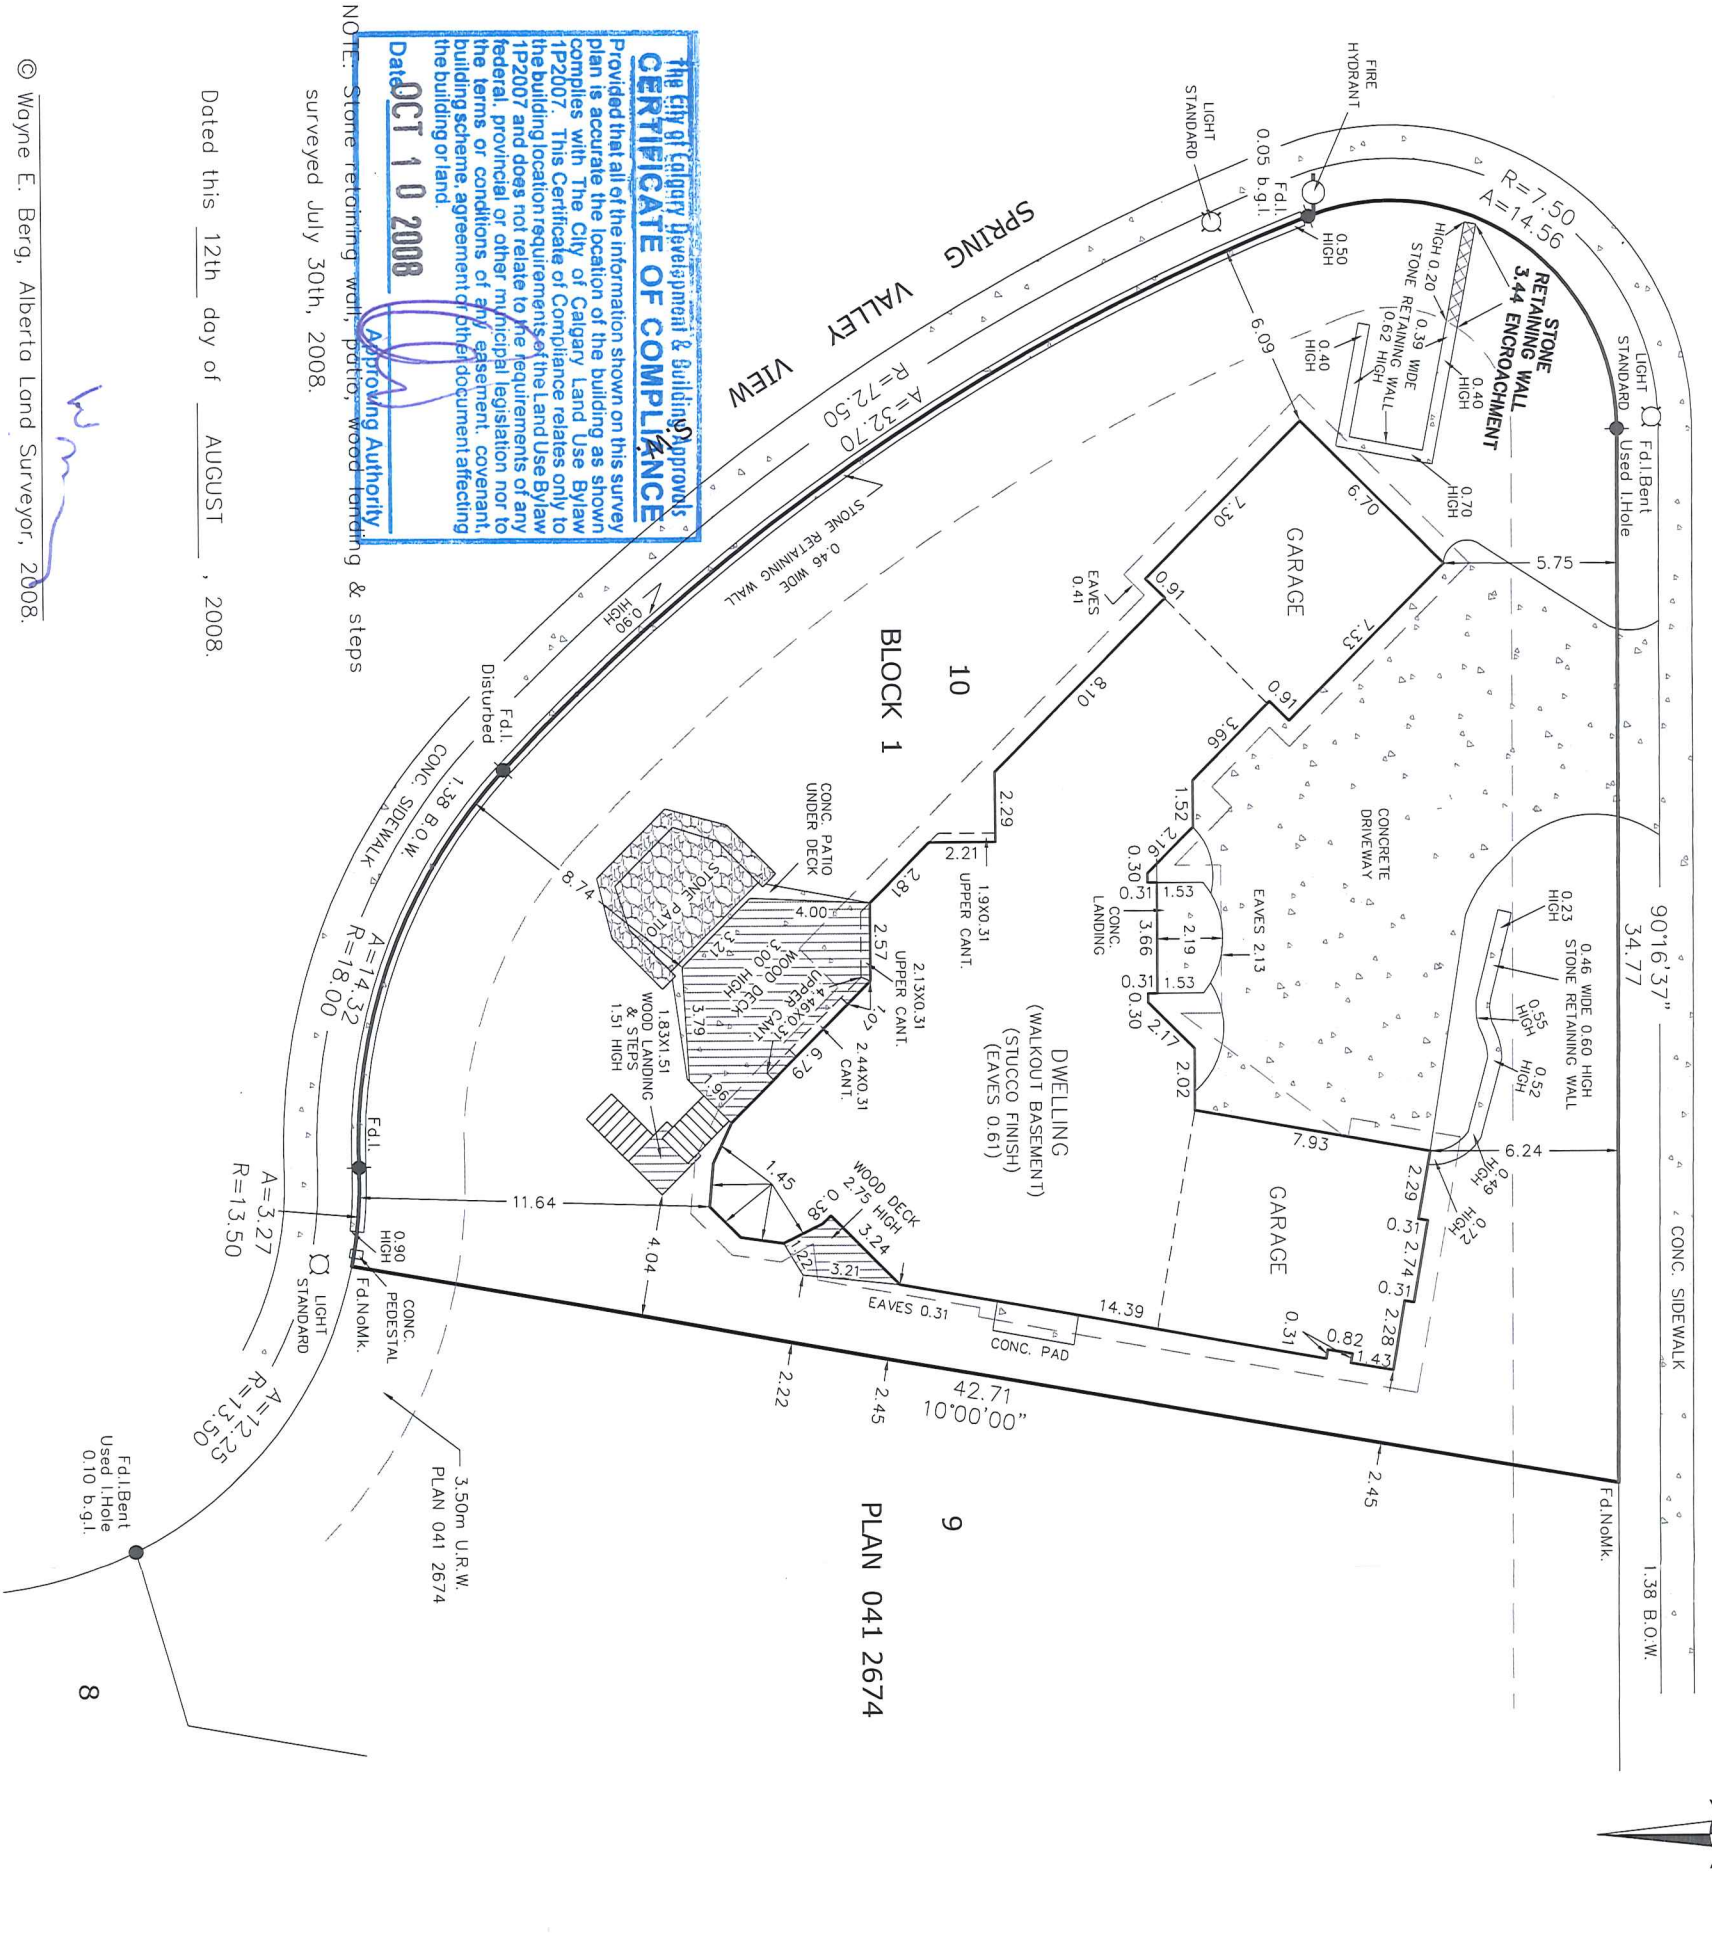 90°16'37"
34.77
CONC. SIDEWALK
1.38 B.O.W.
Fd.NoMk.
LIGHT
STANDARD
Fd.I.Bent
Used I.Hole
R=7.50
A=14.56
STONE
RETAINING WALL
3.44 ENCROACHMENT
HIGH 0.20
0.39 WIDE
STONE RETAINING WALL
0.62 HIGH
0.40
HIGH
0.40
HIGH
0.70
HIGH
FIRE
HYDRANT
LIGHT
STANDARD
Fd.I.
0.05 b.g.l.
0.50
HIGH
6.09
5.75
6.24
0.23
HIGH
0.46 WIDE 0.60 HIGH
STONE RETAINING WALL
0.55
HIGH
0.52
HIGH
0.49
HIGH
0.72
HIGH
GARAGE
6.70
7.30
7.33
0.91
0.91
EAVES
0.41
8.10
3.66
1.52
2.16
0.30
0.31
1.53
3.66
2.19
0.31
1.53
0.30
2.17
2.02
CONC.
LANDING
EAVES 2.13
CONCRETE
DRIVEWAY
7.93
2.29
0.31
2.74
0.31
2.28
1.43
0.82
0.31
GARAGE
14.39
CONC. PAD
EAVES 0.31
DWELLING
(WALKOUT BASEMENT)
(STUCCO FINISH)
(EAVES 0.61)
2.29
2.21
1.9X0.31
UPPER CANT.
2.81
2.57
2.13X0.31
UPPER CANT.
1.07
2.44X0.31
CANT.
4.46X0.31
UPPER CANT.
6.79
4.00
WOOD DECK
3.00 HIGH
3.21
3.79
1.96
CONC. PATIO
UNDER DECK
STONE PATIO
1.83X1.51
WOOD LANDING
& STEPS
1.51 HIGH
1.45
0.38
WOOD DECK
2.75 HIGH
3.24
1.22
3.21
10
BLOCK 1
8.74
11.64
4.04
2.22
2.45
2.45
42.71
10°00'00"
9
PLAN 041 2674
8
SPRING
VALLEY
VIEW
S.W.
A=32.70
R=72.50
0.46 WIDE
STONE RETAINING WALL
0.90
HIGH
Fd.I.
Disturbed
1.38 B.O.W.
CONC. SIDEWALK
A=14.32
R=18.00
Fd.I.
A=3.27
R=13.50
0.90
HIGH
CONC.
PEDESTAL
Fd.NoMk.
LIGHT
STANDARD
A=12.25
R=13.50
3.50m U.R.W.
PLAN 041 2674
Fd.I.Bent
Used I.Hole
0.10 b.g.l.
The City of Calgary Development & Building Approvals
CERTIFICATE OF COMPLIANCE
Provided that all of the information shown on this survey
plan is accurate the location of the building as shown
complies with The City of Calgary Land Use Bylaw
1P2007. This Certificate of Compliance relates only to
the building location requirements of the Land Use Bylaw
1P2007 and does not relate to the requirements of any
federal, provincial or other municipal legislation nor to
the terms or conditions of any easement, covenant,
building scheme, agreement or other document affecting
the building or land.
Date OCT 10 2008
Approving Authority
NOTE: Stone retaining wall, patio, wood landing & steps
surveyed July 30th, 2008.
Dated this 12th day of AUGUST , 2008.
© Wayne E. Berg, Alberta Land Surveyor, 2008.